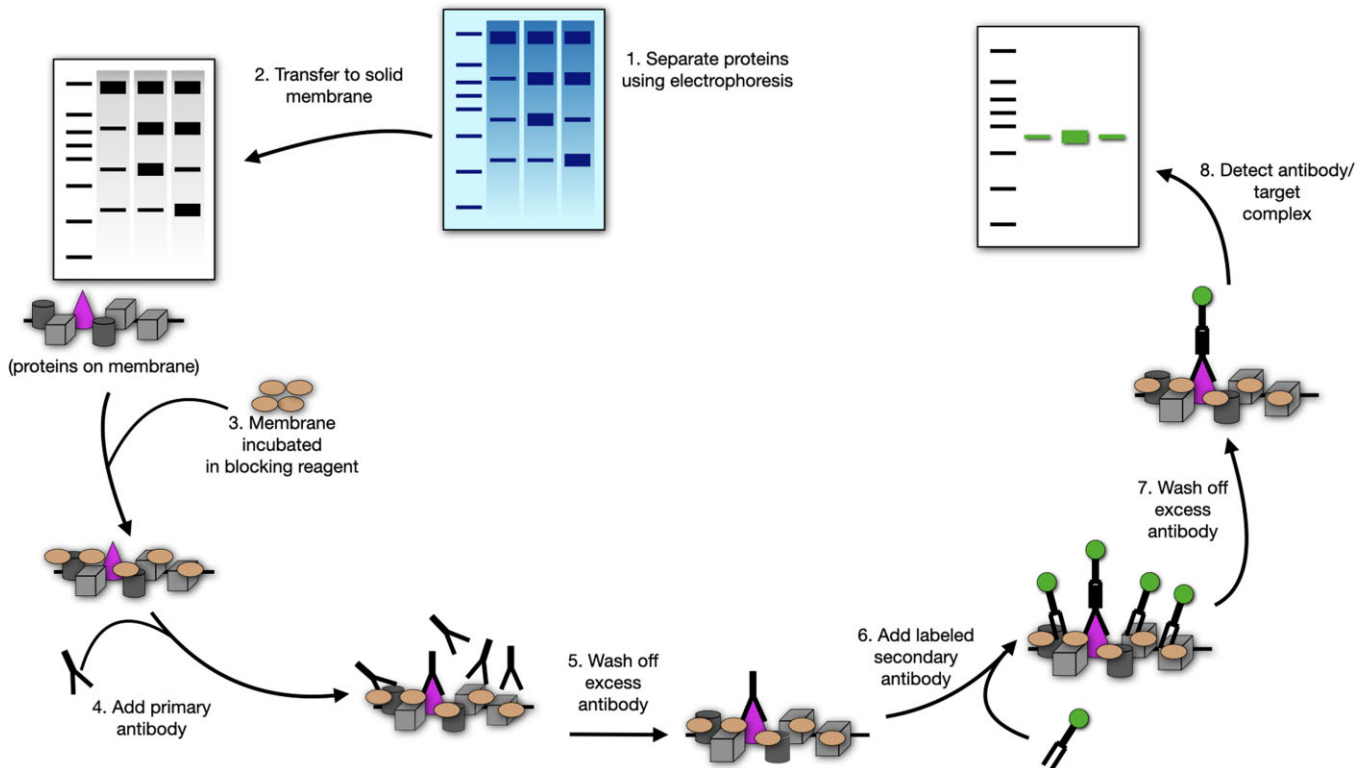 1. Separate proteins
using electrophoresis
2. Transfer to solid
membrane
(proteins on membrane)
3. Membrane
incubated
in blocking reagent
4. Add primary
antibody
5. Wash off
excess
antibody
6. Add labeled
secondary
antibody
7. Wash off
excess
antibody
8. Detect antibody/
target
complex